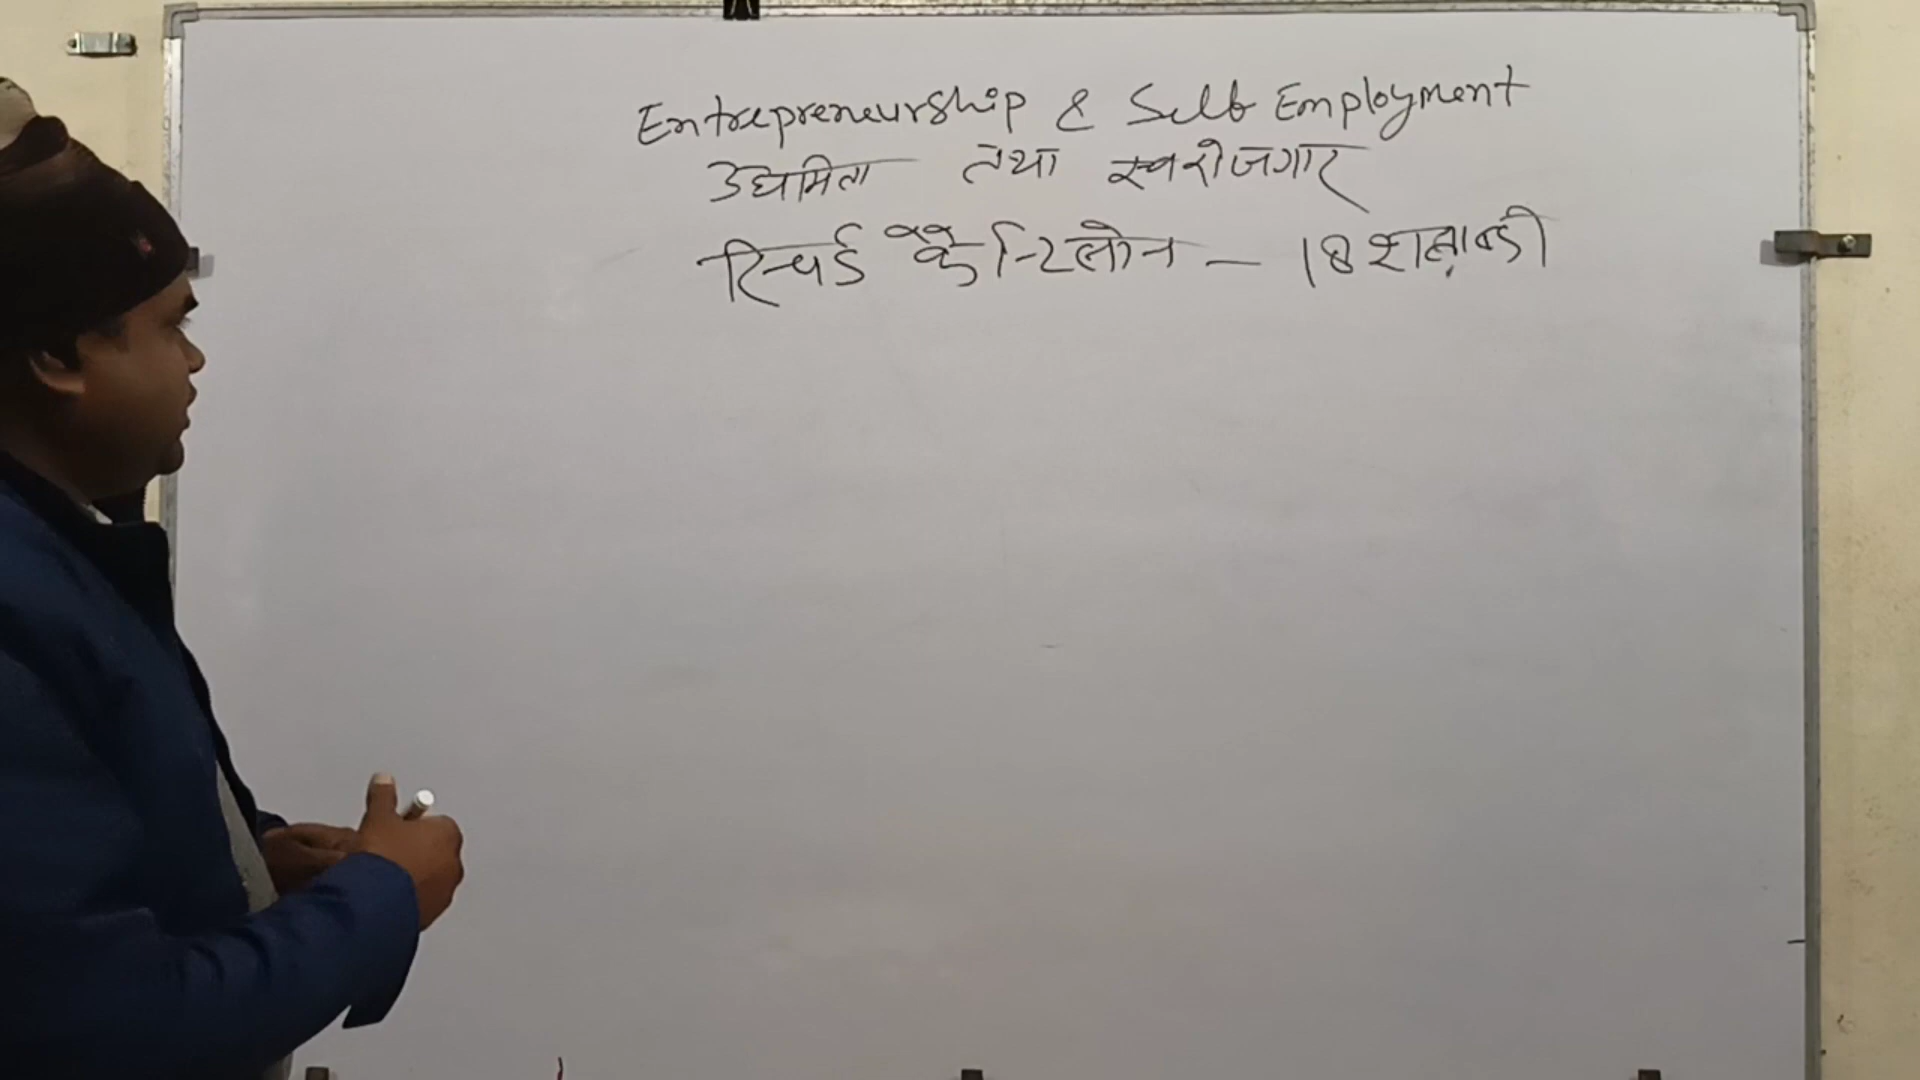 Entrepreneurship & Self Employment
उद्यमिता तथा स्वरोजगार
रिचर्ड कैन्टिलोन - 18 शताब्दी